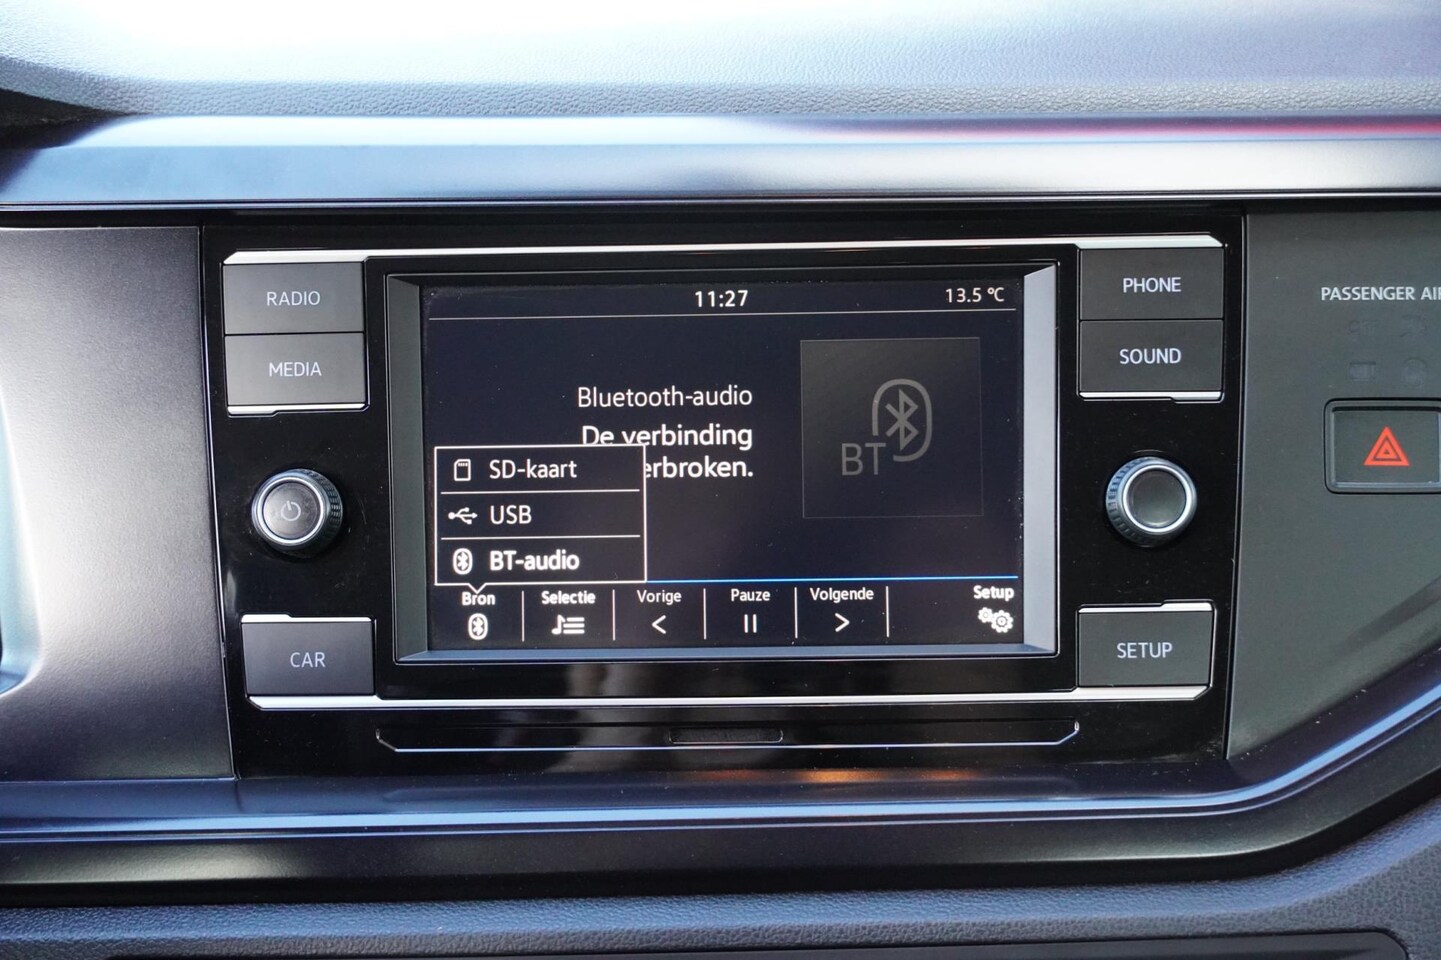 RADIO
MEDIA
CAR
11:27
13.5 °C
Bluetooth-audio
De verbinding
erbroken.
BT
SD-kaart
USB
BT-audio
Bron
Selectie
Vorige
Pauze
Volgende
Setup
PHONE
SOUND
SETUP
PASSENGER AI